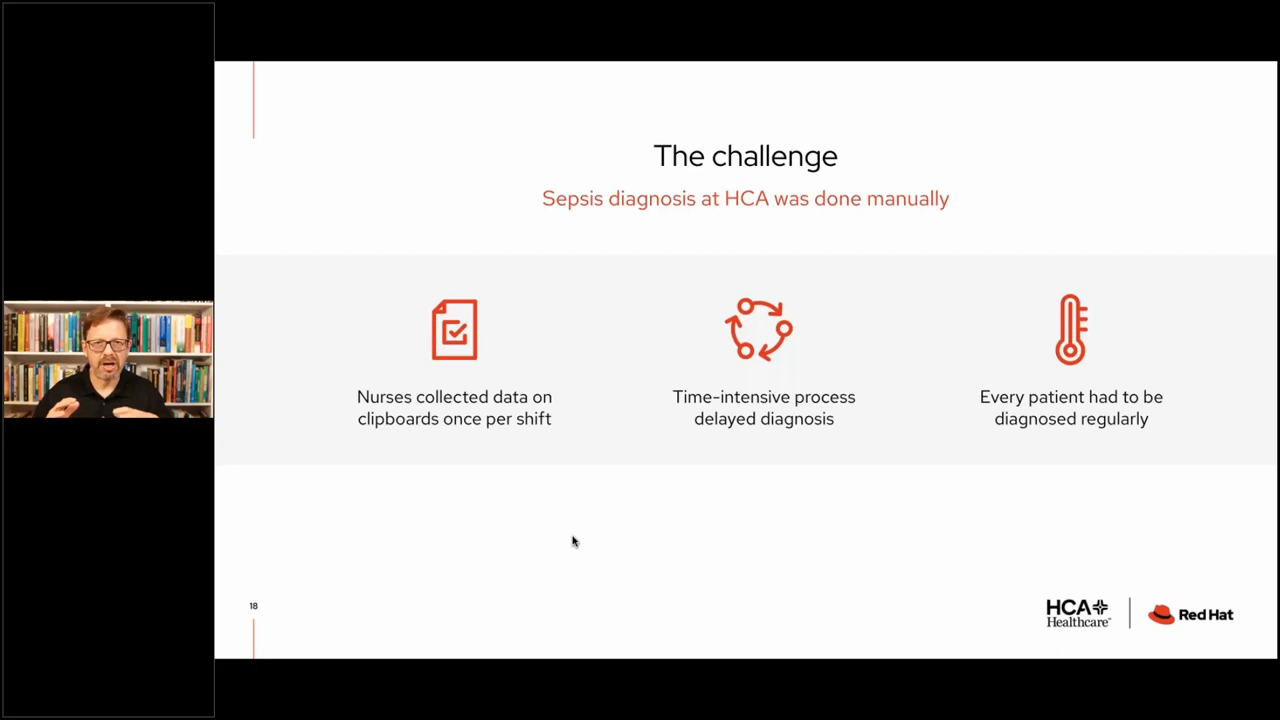 The challenge
Sepsis diagnosis at HCA was done manually
Nurses collected data on
clipboards once per shift
Time-intensive process
delayed diagnosis
Every patient had to be
diagnosed regularly
18
HCA
Healthcare™
Red Hat